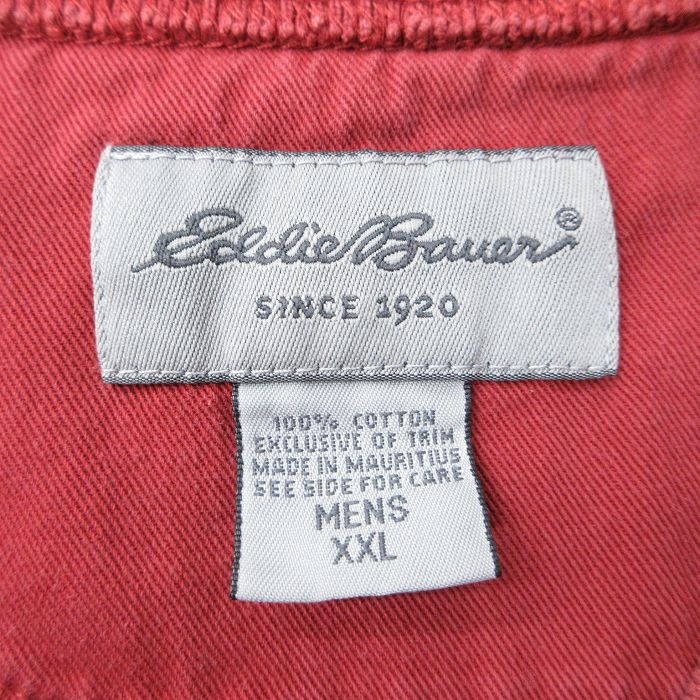 Eddie Bauer®
SINCE 1920
100% COTTON
EXCLUSIVE OF TRIM
MADE IN MAURITIUS
SEE SIDE FOR CARE
MENS
XXL